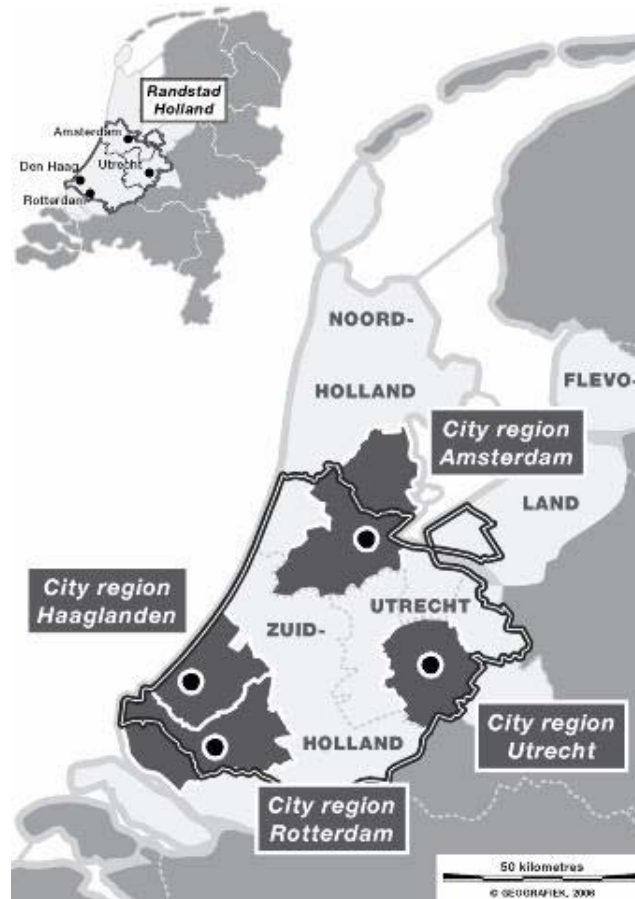 Randstad
Holland
Amsterdam
Den Haag
Utrecht
Rotterdam
NOORD-
HOLLAND
FLEVO-
City region
Amsterdam
LAND
City region
Haaglanden
UTRECHT
ZUID-
City region
Utrecht
HOLLAND
City region
Rotterdam
50 kilometres
© GEOGRAFIEK, 2006